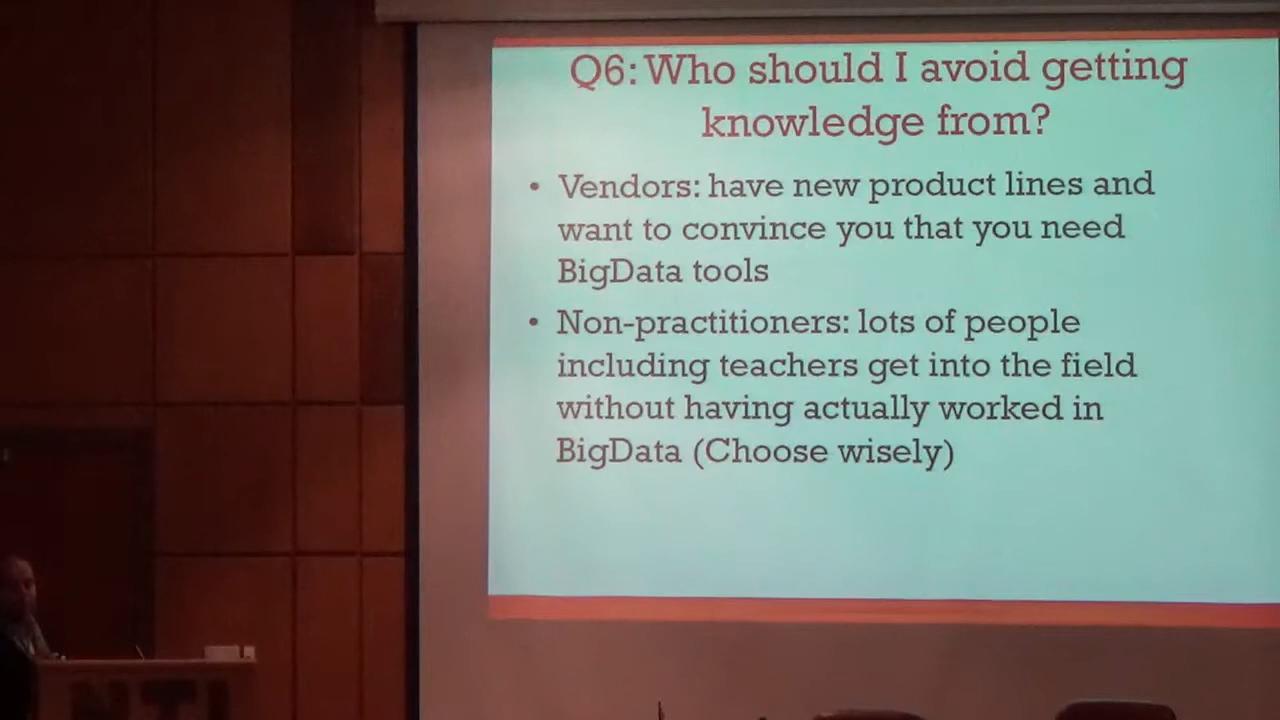 Q6: Who should I avoid getting
knowledge from?
• Vendors: have new product lines and
want to convince you that you need
BigData tools
• Non-practitioners: lots of people
including teachers get into the field
without having actually worked in
BigData (Choose wisely)
NTI